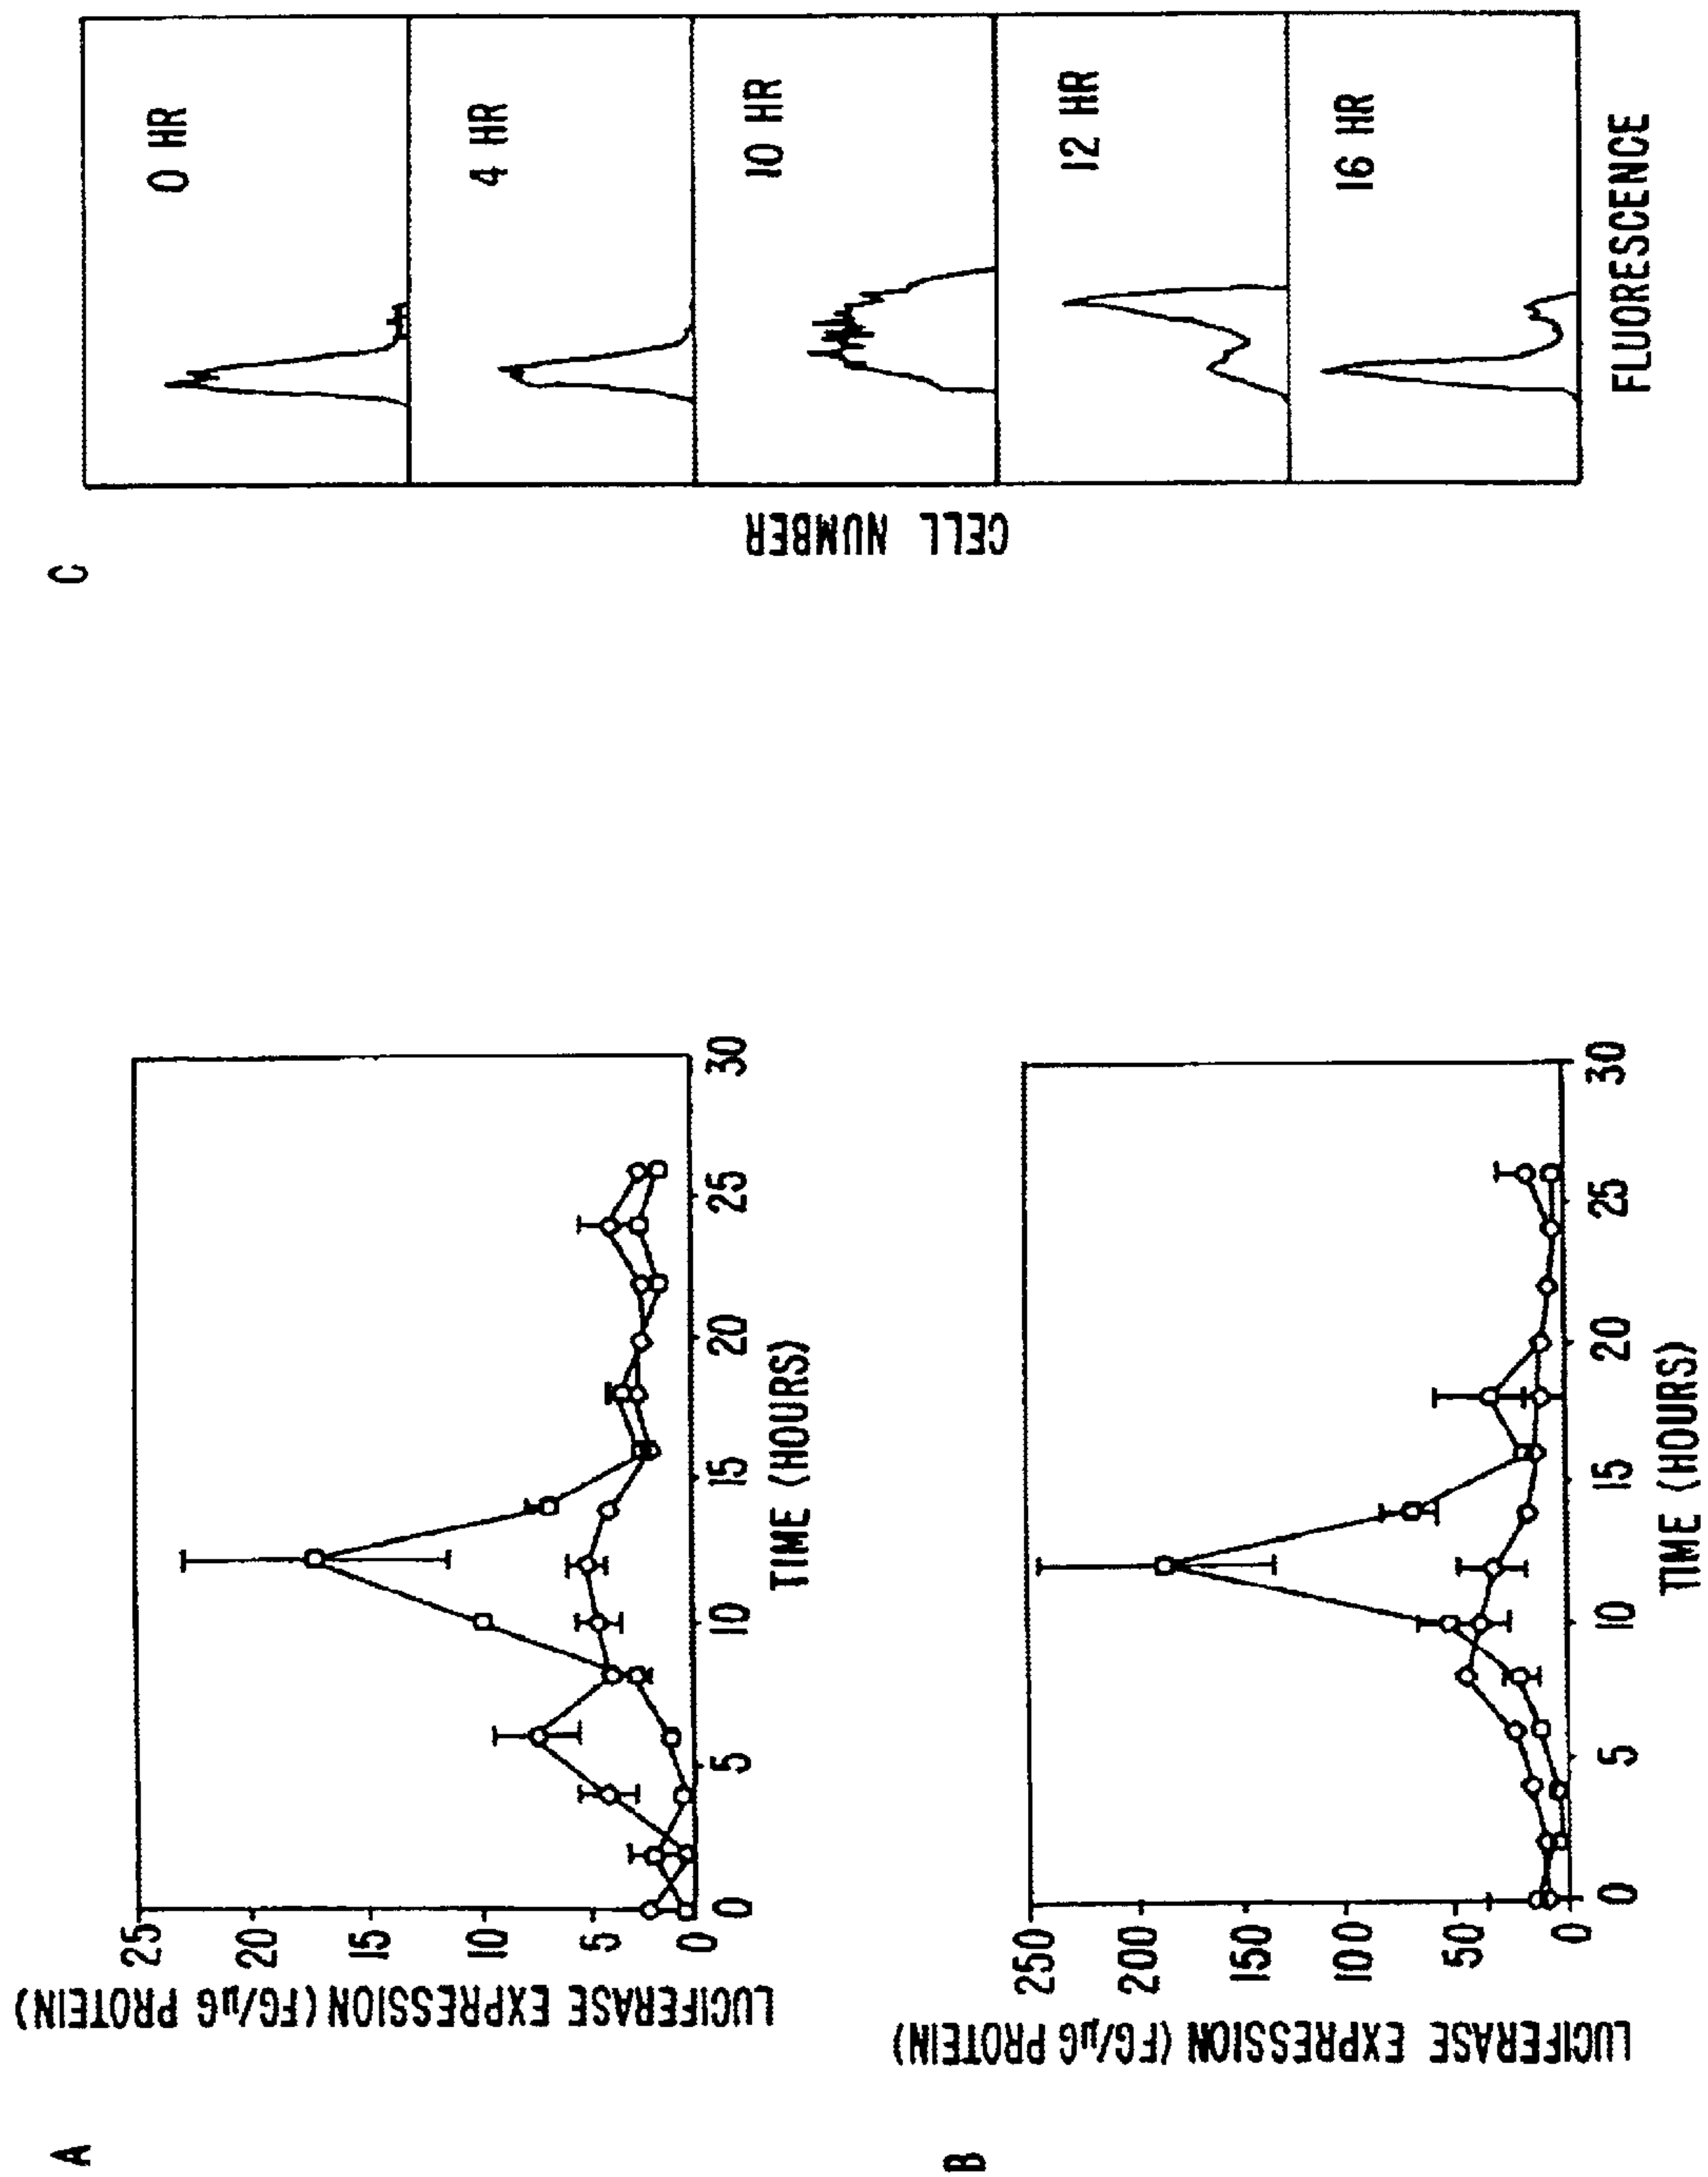 A
LUCIFERASE EXPRESSION (FG/µG PROTEIN)
25
20
15
10
5
0
0 5 10 15 20 25 30
TIME (HOURS)
B
LUCIFERASE EXPRESSION (FG/µG PROTEIN)
250
200
150
100
50
0
0 5 10 15 20 25 30
TIME (HOURS)
C
CELL NUMBER
0 HR
4 HR
10 HR
12 HR
16 HR
FLUORESCENCE